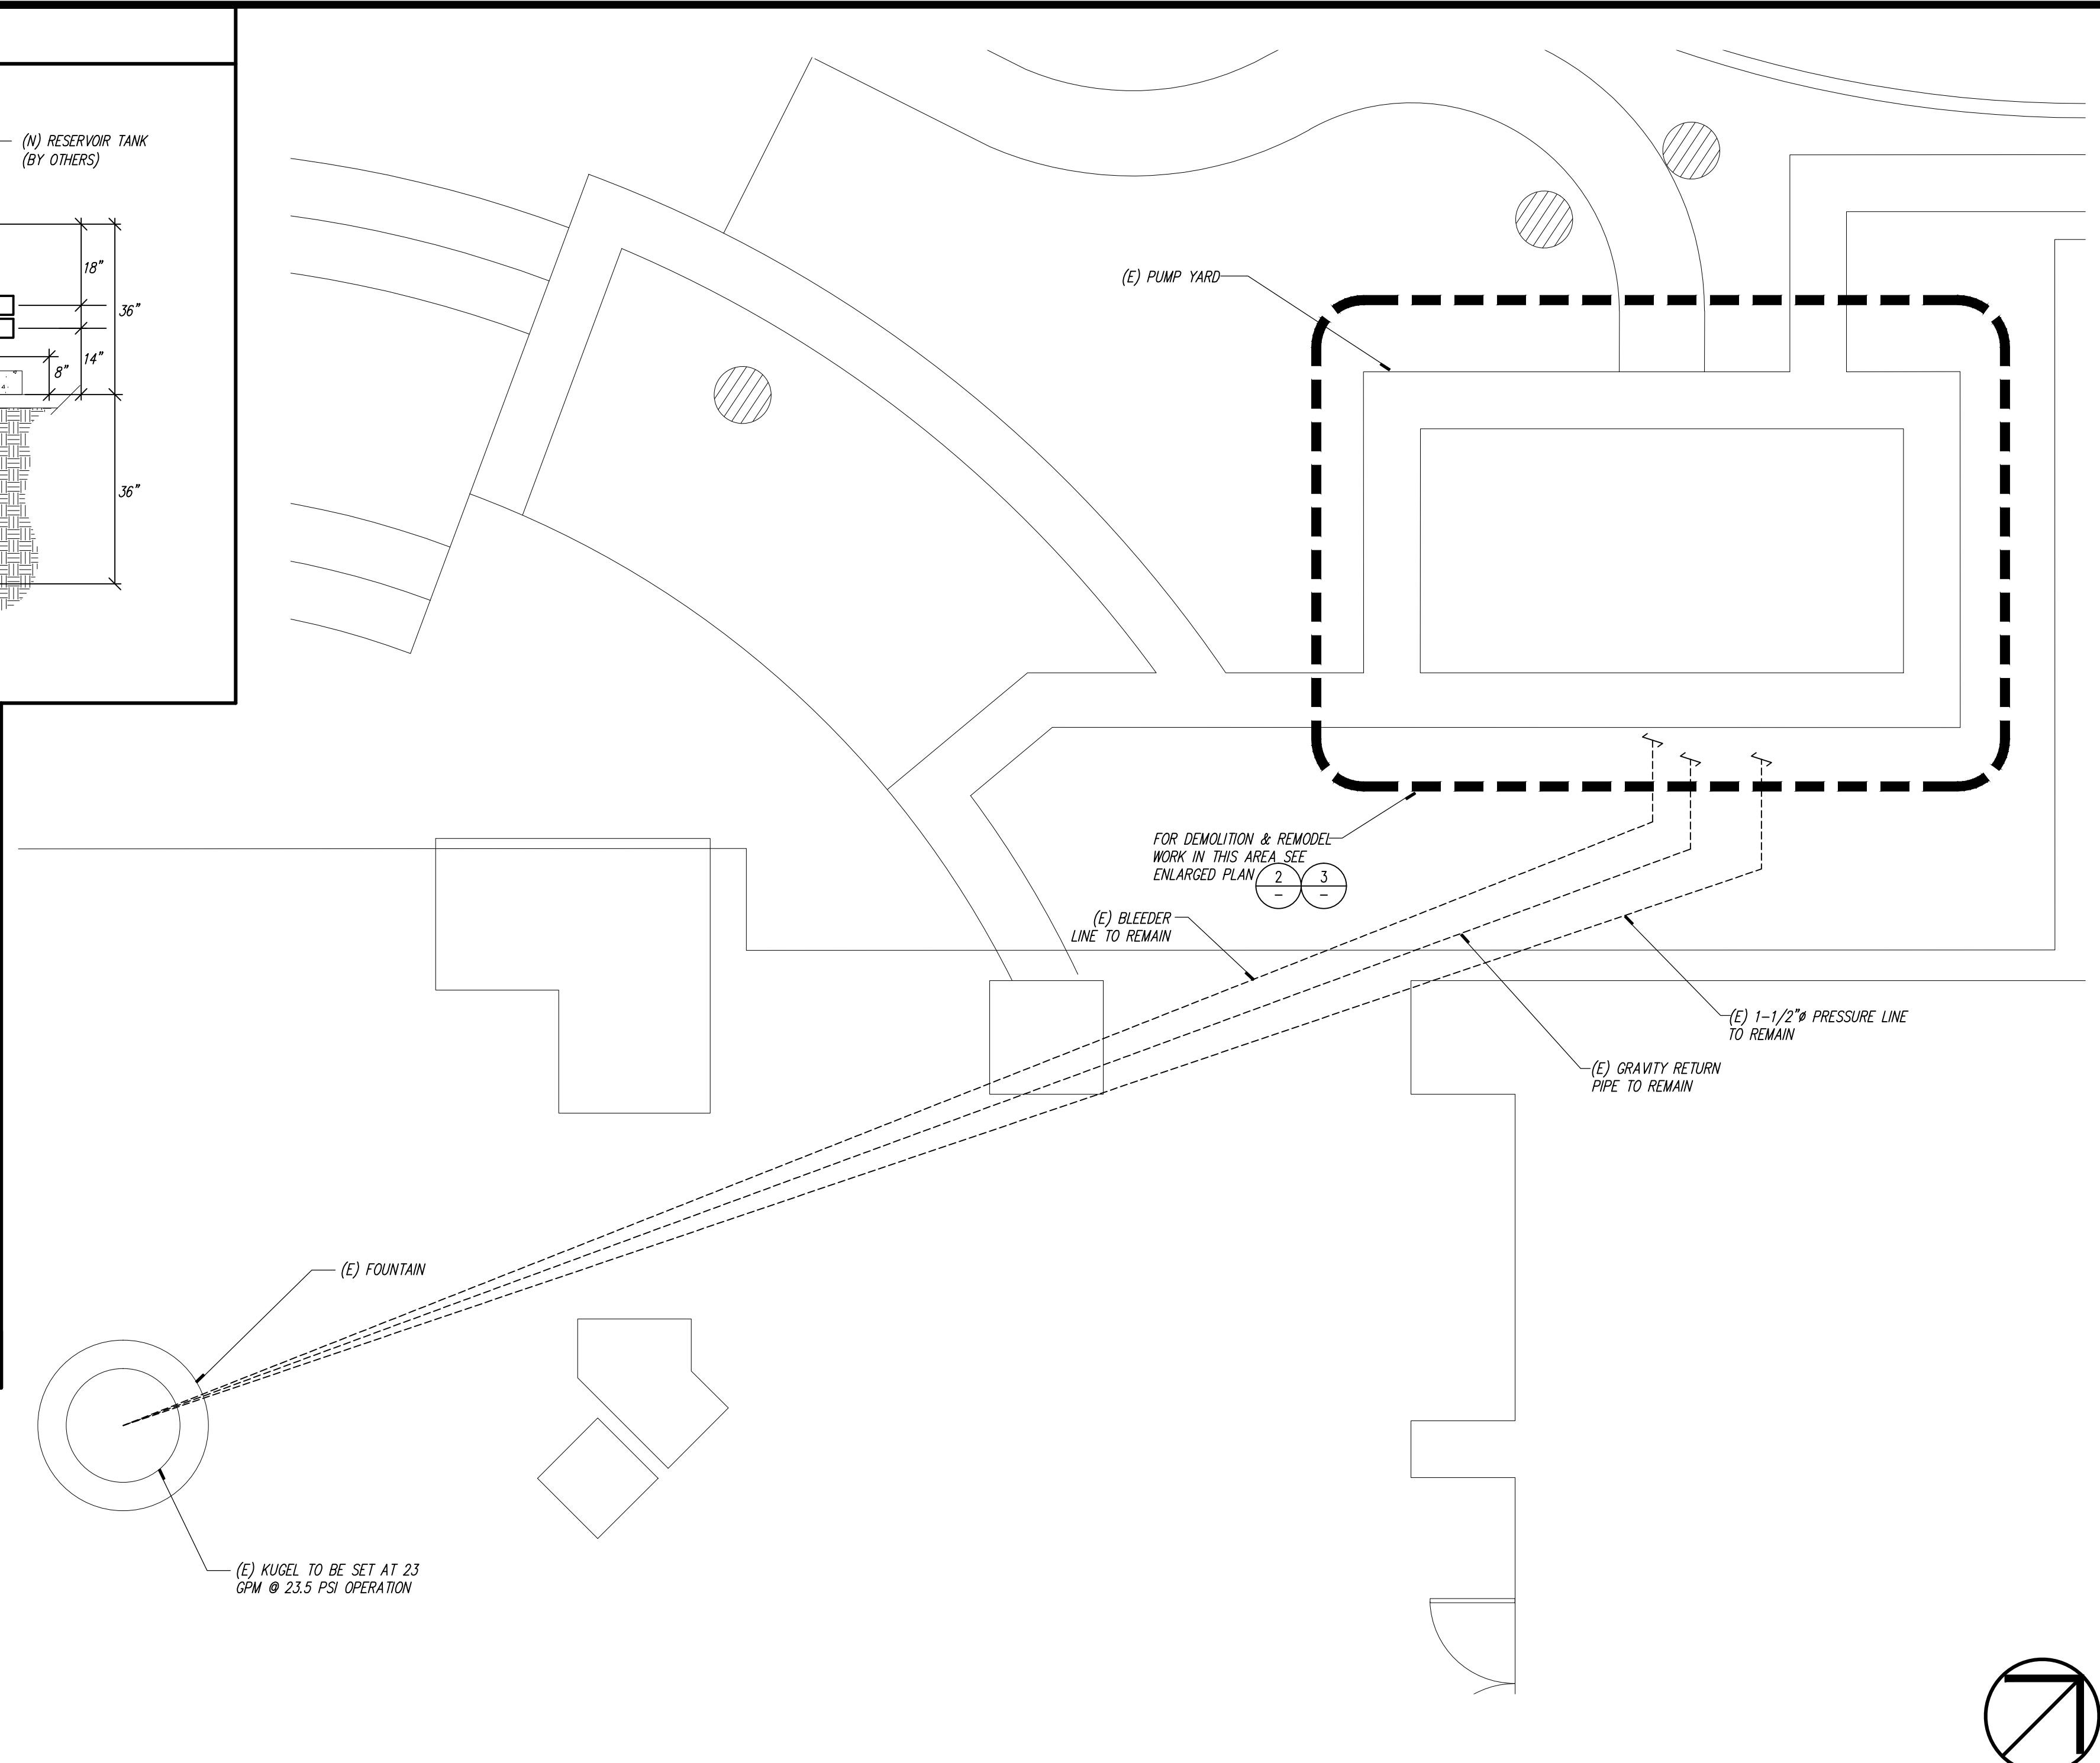 (N) RESERVOIR TANK
(BY OTHERS)
18"
36"
14"
8"
36"
(E) PUMP YARD
FOR DEMOLITION & REMODEL
WORK IN THIS AREA SEE
ENLARGED PLAN
2
–
3
–
(E) BLEEDER
LINE TO REMAIN
(E) 1-1/2"ø PRESSURE LINE
TO REMAIN
(E) GRAVITY RETURN
PIPE TO REMAIN
(E) FOUNTAIN
(E) KUGEL TO BE SET AT 23
GPM @ 23.5 PSI OPERATION